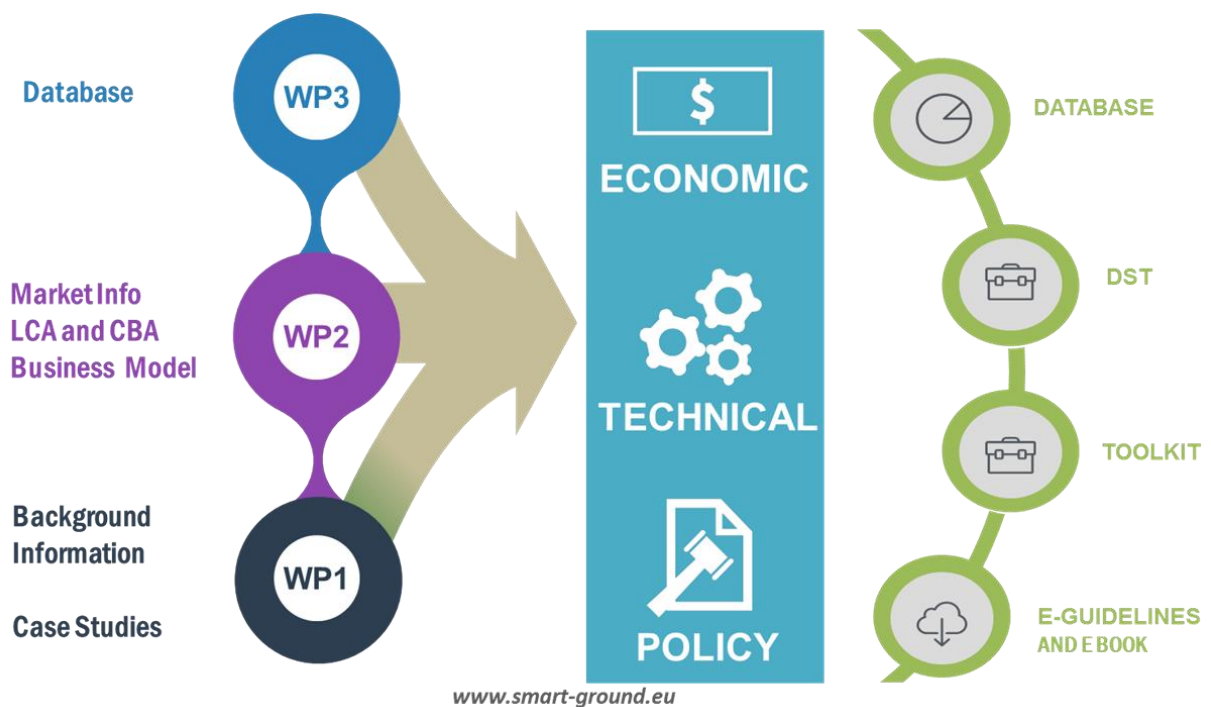 Database
WP3
Market Info
LCA and CBA
Business Model
WP2
Background
Information
Case Studies
WP1
$
ECONOMIC
TECHNICAL
POLICY
DATABASE
DST
TOOLKIT
E-GUIDELINES
AND E BOOK
www.smart-ground.eu